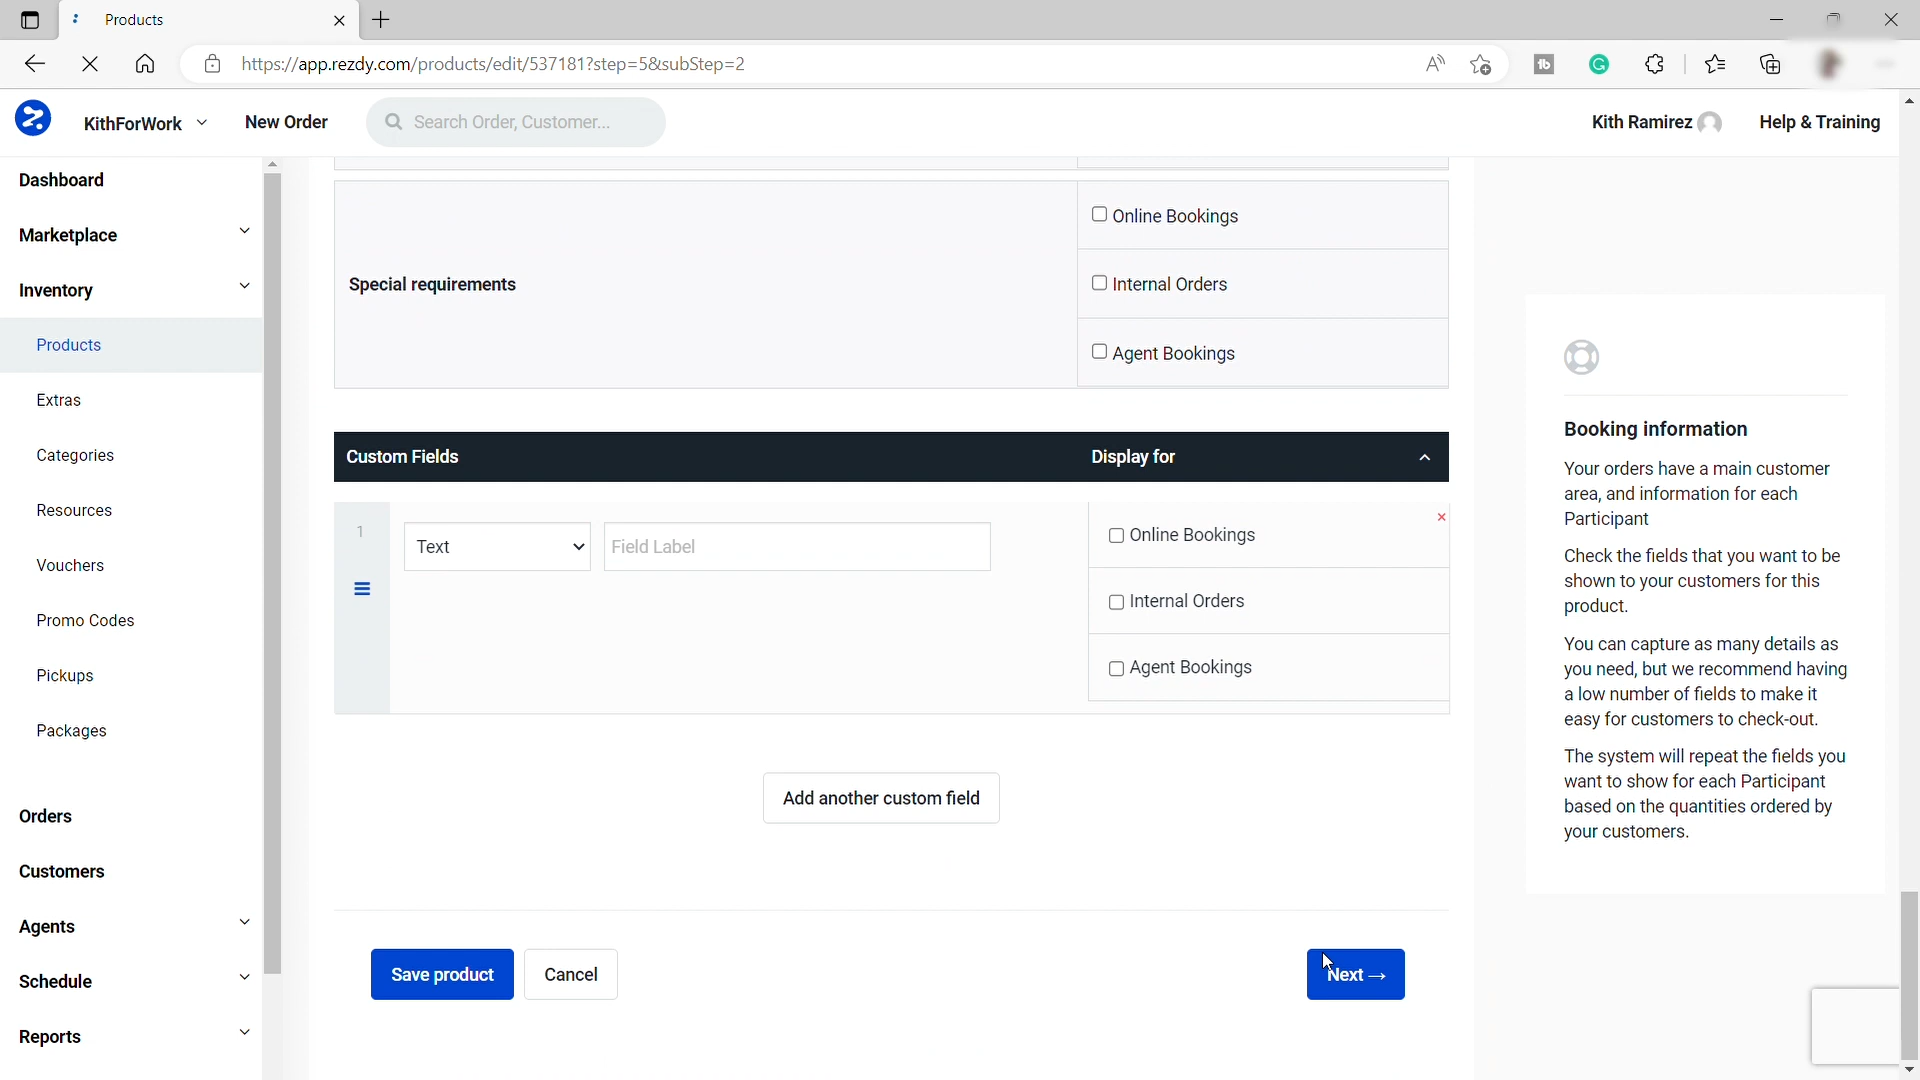 Products
https://app.rezdy.com/products/edit/537181?step=5&subStep=2
KithForWork
New Order
Search Order, Customer...
Kith Ramirez
Help & Training
Dashboard
Marketplace
Inventory
Products
Extras
Categories
Resources
Vouchers
Promo Codes
Pickups
Packages
Orders
Customers
Agents
Schedule
Reports
Special requirements
Online Bookings
Internal Orders
Agent Bookings
Custom Fields
Display for
1
Text
Field Label
Online Bookings
Internal Orders
Agent Bookings
Add another custom field
Save product
Cancel
Next →
Booking information
Your orders have a main customer
area, and information for each
Participant
Check the fields that you want to be
shown to your customers for this
product.
You can capture as many details as
you need, but we recommend having
a low number of fields to make it
easy for customers to check-out.
The system will repeat the fields you
want to show for each Participant
based on the quantities ordered by
your customers.